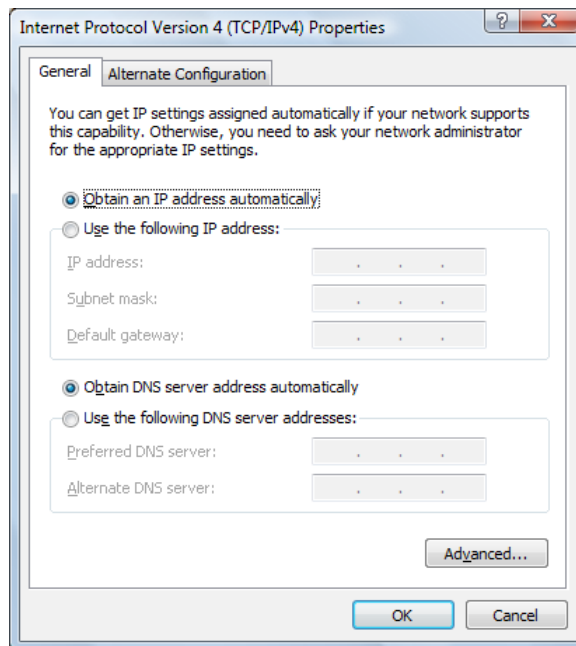 Internet Protocol Version 4 (TCP/IPv4) Properties
General
Alternate Configuration
You can get IP settings assigned automatically if your network supports
this capability. Otherwise, you need to ask your network administrator
for the appropriate IP settings.
Obtain an IP address automatically
Use the following IP address:
IP address:
Subnet mask:
Default gateway:
Obtain DNS server address automatically
Use the following DNS server addresses:
Preferred DNS server:
Alternate DNS server:
Advanced...
OK
Cancel